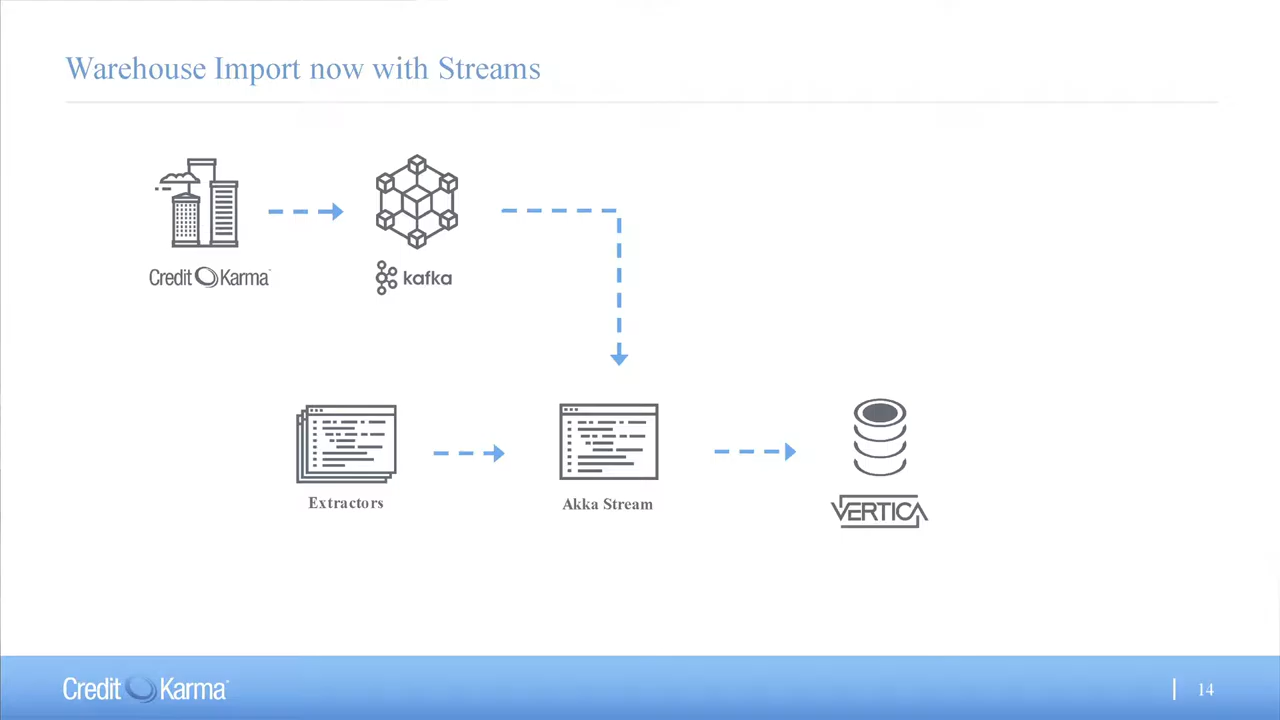 Warehouse Import now with Streams
Credit Karma
kafka
Extractors
Akka Stream
VERTICA
Credit Karma
14